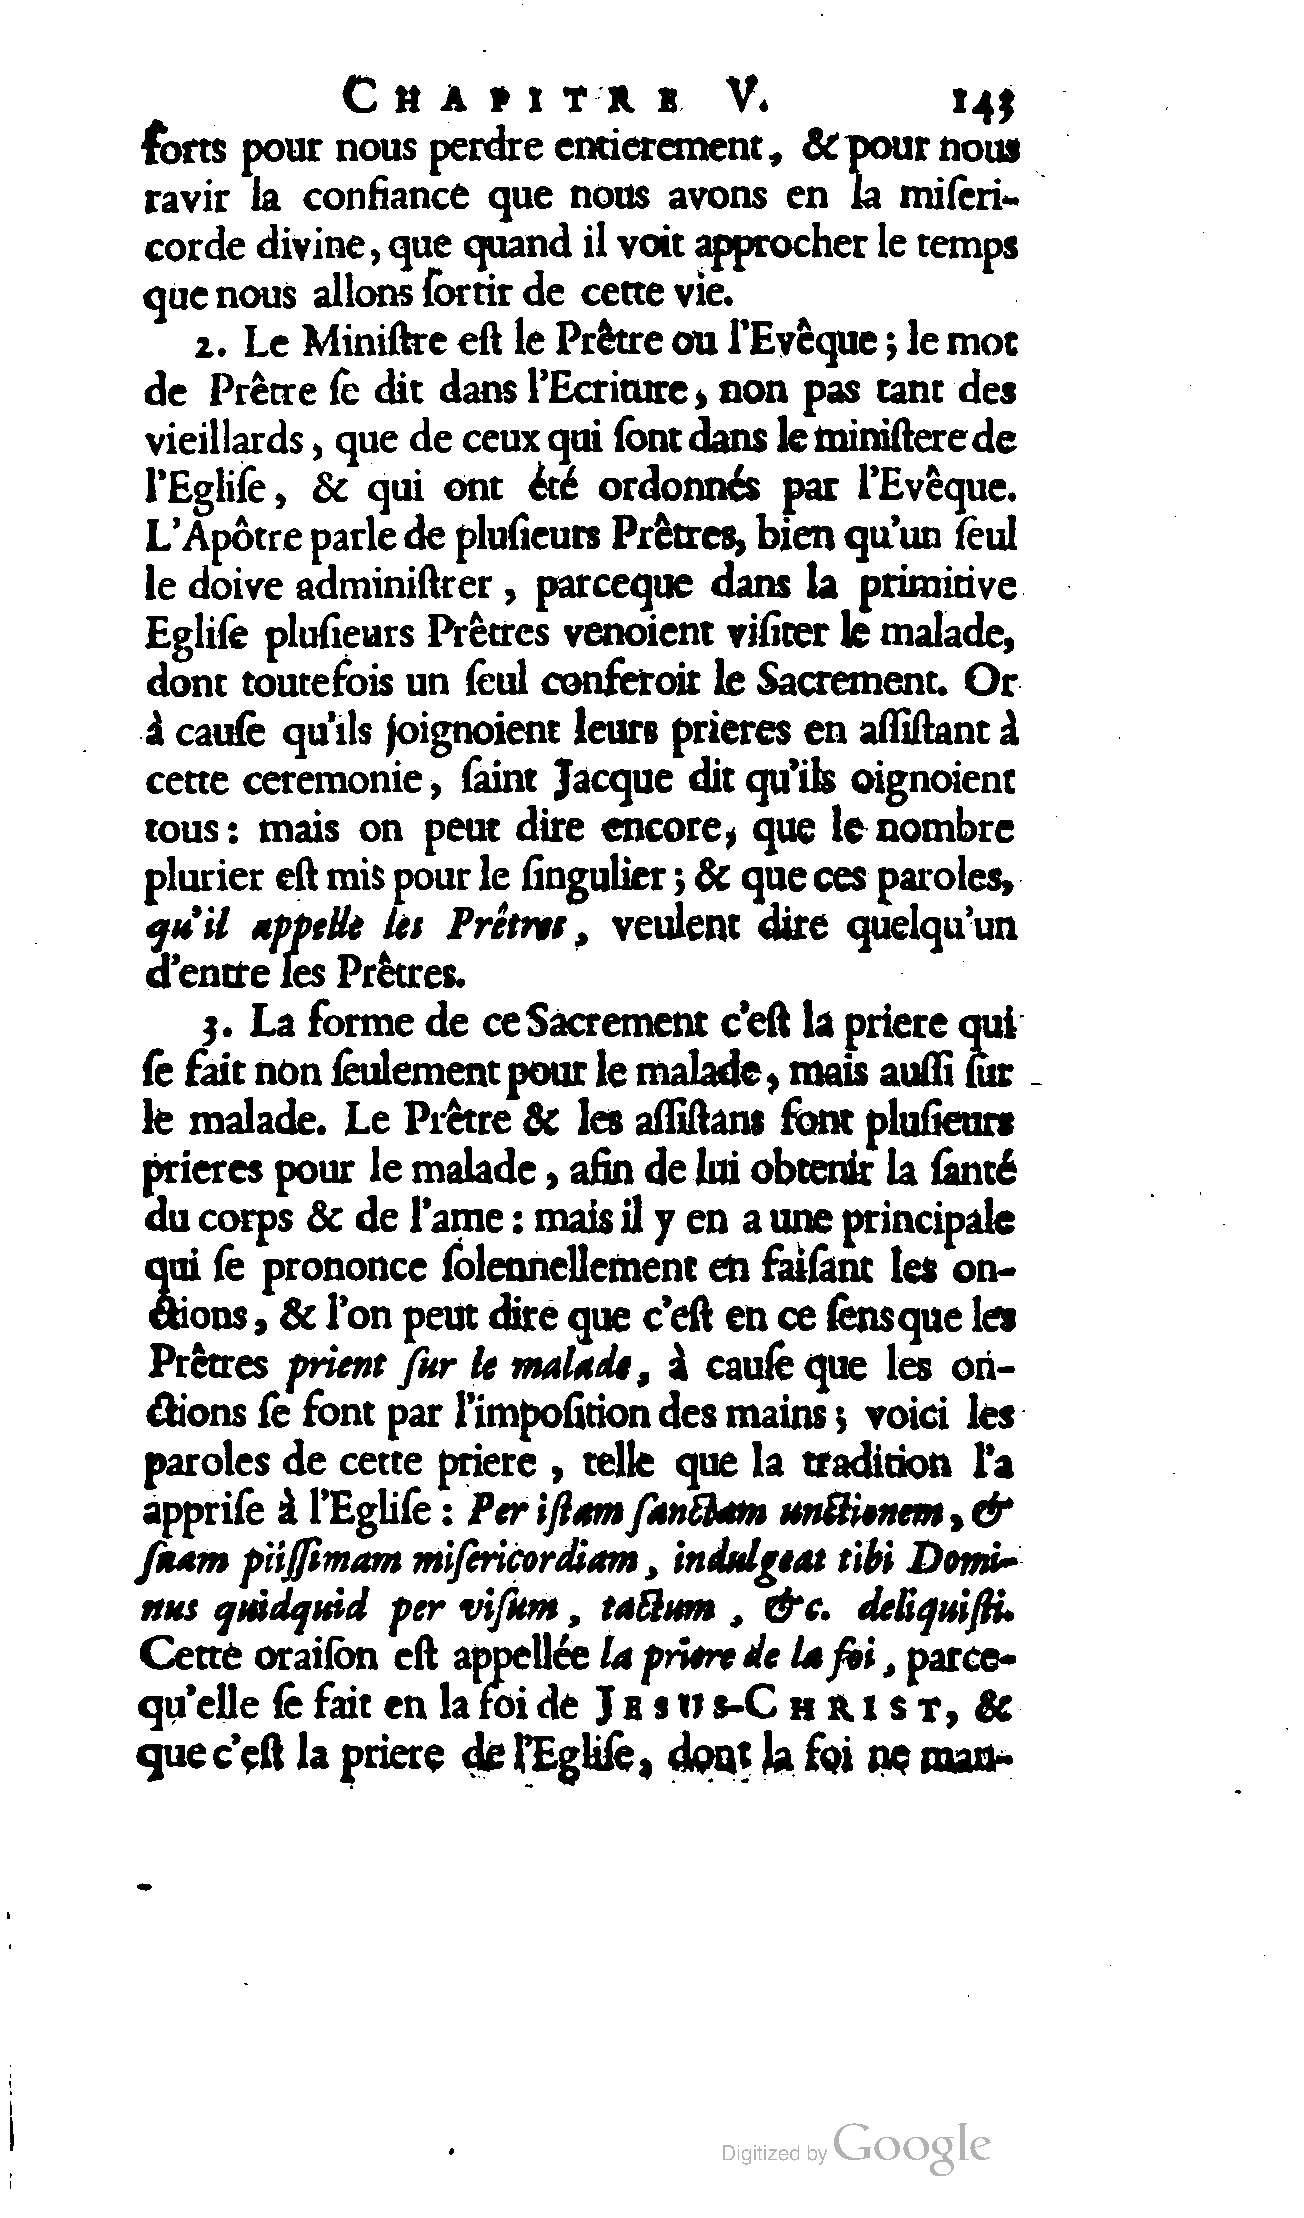 CHAPITRE V. 143
forts pour nous perdre entierement, & pour nous
ravir la confiance que nous avons en la miſeri-
corde divine, que quand il voit approcher le temps
que nous allons ſortir de cette vie.
2. Le Miniſtre eſt le Prêtre ou l'Evêque ; le mot
de Prêtre ſe dit dans l'Ecriture, non pas tant des
vieillards, que de ceux qui ſont dans le miniſtere de
l'Egliſe, & qui ont été ordonnés par l'Evêque.
L'Apôtre parle de pluſieurs Prêtres, bien qu'un ſeul
le doive adminiſtrer, parceque dans la primitive
Egliſe pluſieurs Prêtres venoient viſiter le malade,
dont toutefois un ſeul conferoit le Sacrement. Or
à cauſe qu'ils joignoient leurs prieres en aſſiſtant à
cette ceremonie, ſaint Jacque dit qu'ils oignoient
tous : mais on peut dire encore, que le nombre
plurier eſt mis pour le ſingulier ; & que ces paroles,
qu'il appelle les Prêtres, veulent dire quelqu'un
d'entre les Prêtres.
3. La forme de ce Sacrement c'eſt la priere qui
ſe fait non ſeulement pour le malade, mais auſſi ſur
le malade. Le Prêtre & les aſſiſtans font pluſieurs
prieres pour le malade, afin de lui obtenir la ſanté
du corps & de l'ame : mais il y en a une principale
qui ſe prononce ſolennellement en faiſant les on-
ctions, & l'on peut dire que c'eſt en ce ſens que les
Prêtres prient ſur le malade, à cauſe que les on-
ctions ſe font par l'impoſition des mains ; voici les
paroles de cette priere, telle que la tradition l'a
appriſe à l'Egliſe : Per iſtam ſanctam unctionem, &
ſuam piiſſimam miſericordiam, indulgeat tibi Domi-
nus quidquid per viſum, tactum, &c. deliquiſti.
Cette oraiſon eſt appellée la priere de la foi, parce-
qu'elle ſe fait en la foi de JESUS-CHRIST, &
que c'eſt la priere de l'Egliſe, dont la foi ne man-
Digitized by Google